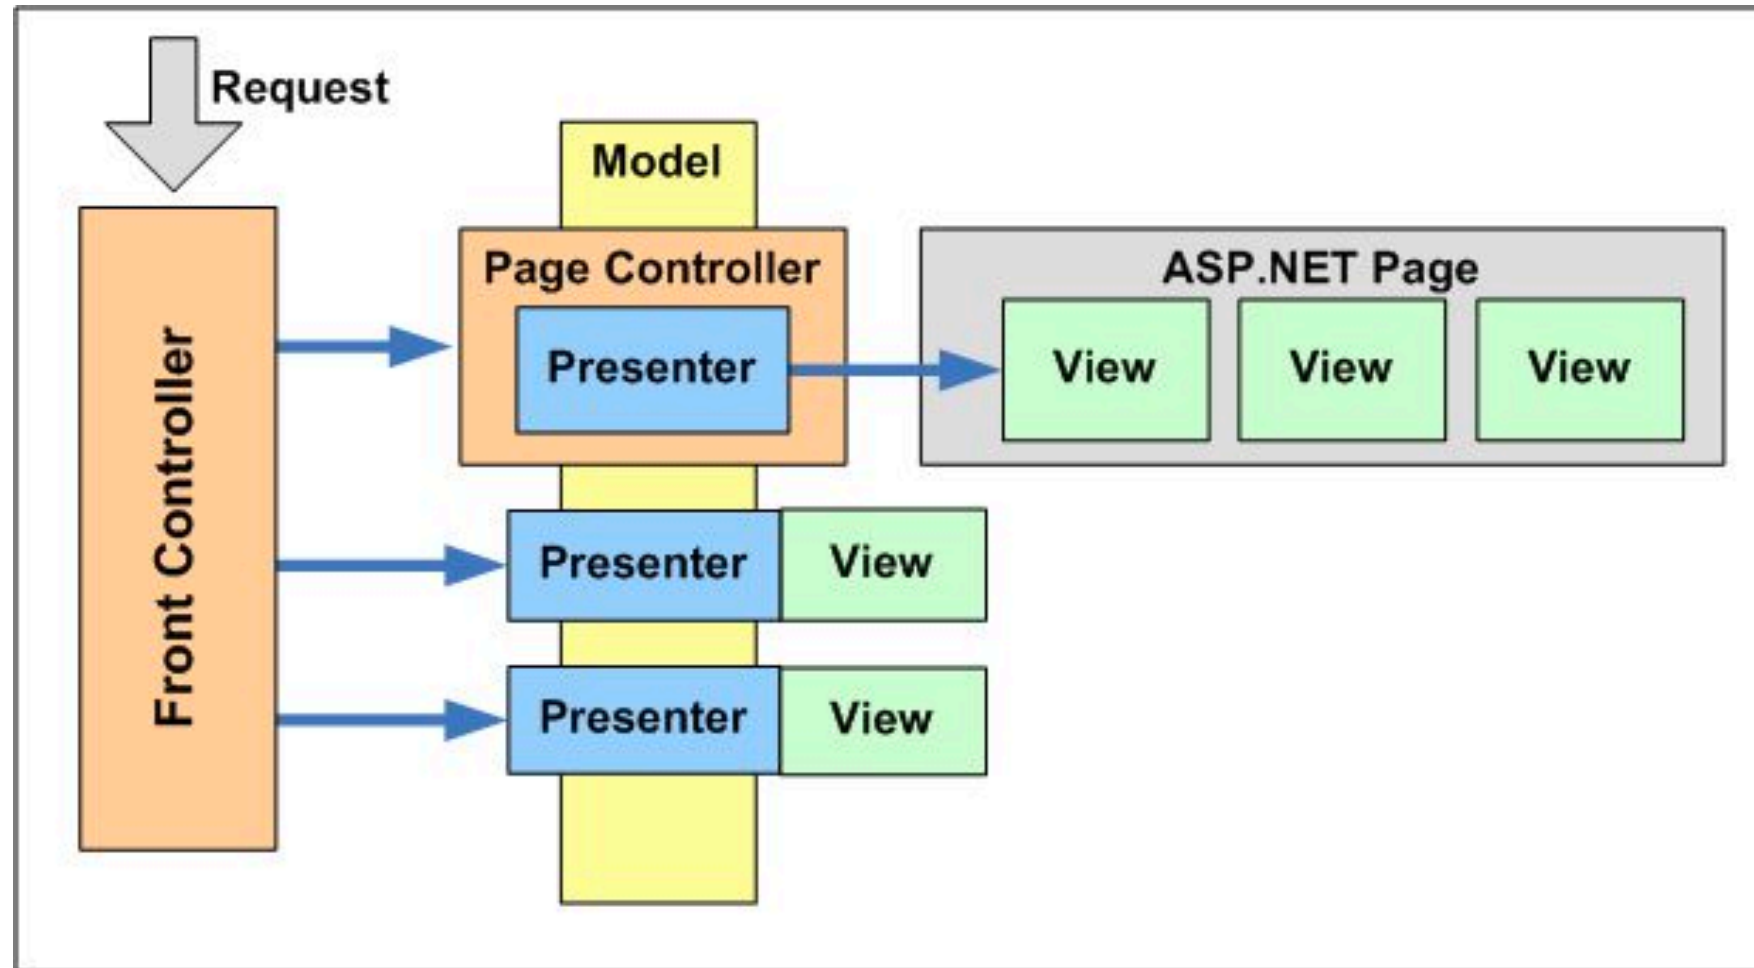 Request
Model
Front Controller
Page Controller
Presenter
ASP.NET Page
View
View
View
Presenter
View
Presenter
View